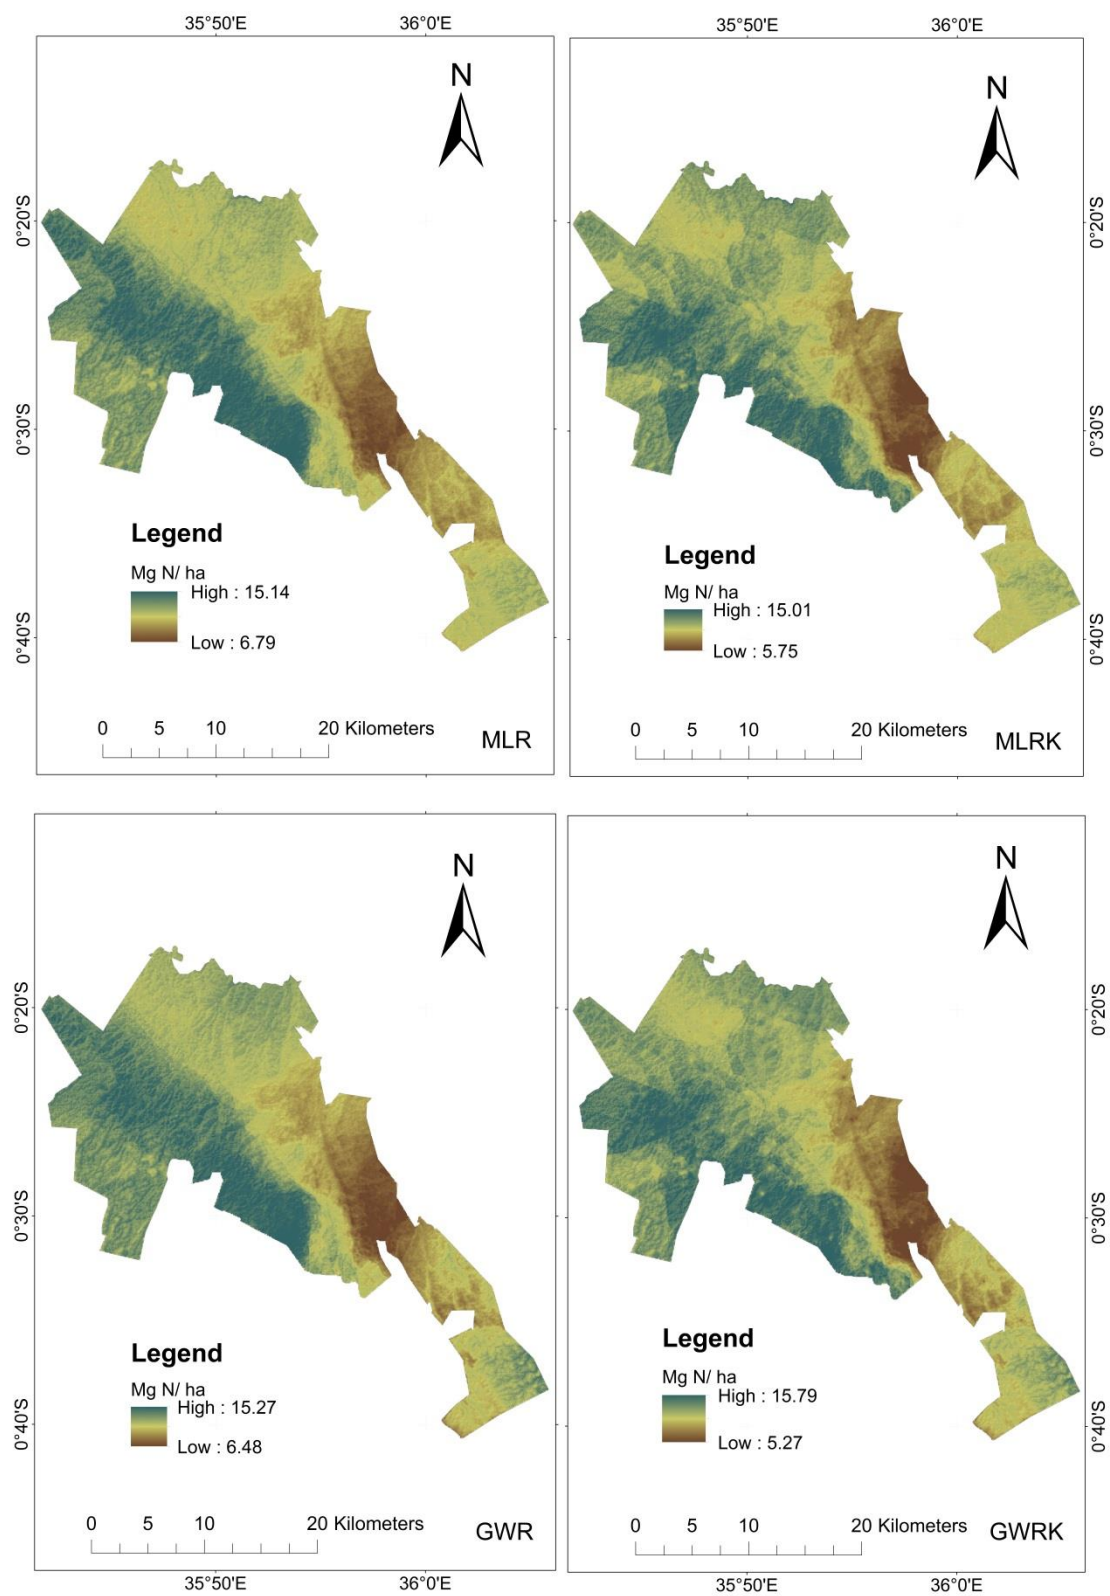 35°50'E 36°0'E 35°50'E 36°0'E
N N
0°20'S 0°20'S
0°30'S 0°30'S
Legend Legend
Mg N/ ha Mg N/ ha
High : 15.14 High : 15.01
Low : 6.79 Low : 5.75
0°40'S 0°40'S
0 5 10 20 Kilometers 0 5 10 20 Kilometers
MLR MLRK
N N
0°20'S 0°20'S
0°30'S 0°30'S
Legend Legend
Mg N/ ha Mg N/ ha
High : 15.27 High : 15.79
Low : 6.48 Low : 5.27
0°40'S 0°40'S
0 5 10 20 Kilometers 0 5 10 20 Kilometers
GWR GWRK
35°50'E 36°0'E 35°50'E 36°0'E